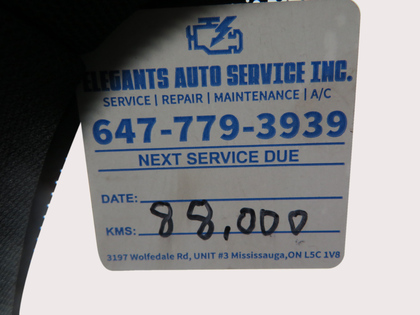 ELEGANTS AUTO SERVICE INC.
SERVICE | REPAIR | MAINTENANCE | A/C
647-779-3939
NEXT SERVICE DUE
DATE:
KMS: 88,000
3197 Wolfedale Rd, UNIT #3 Mississauga,ON L5C 1V8